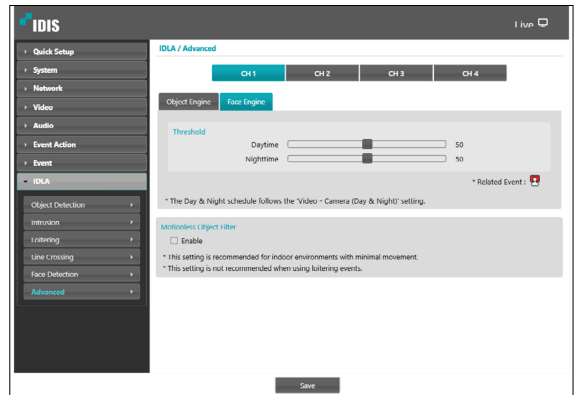 IDIS
Live
Quick Setup
System
Network
Video
Audio
Event Action
Event
IDLA
Object Detection
Intrusion
Loitering
Line Crossing
Face Detection
Advanced
IDLA / Advanced
CH 1 CH 2 CH 3 CH 4
Object Engine Face Engine
Threshold
Daytime 50
Nighttime 50
* Related Event :
* The Day & Night schedule follows the 'Video - Camera (Day & Night)' setting.
Motionless Object Filter
Enable
* This setting is recommended for indoor environments with minimal movement.
* This setting is not recommended when using loitering events.
Save